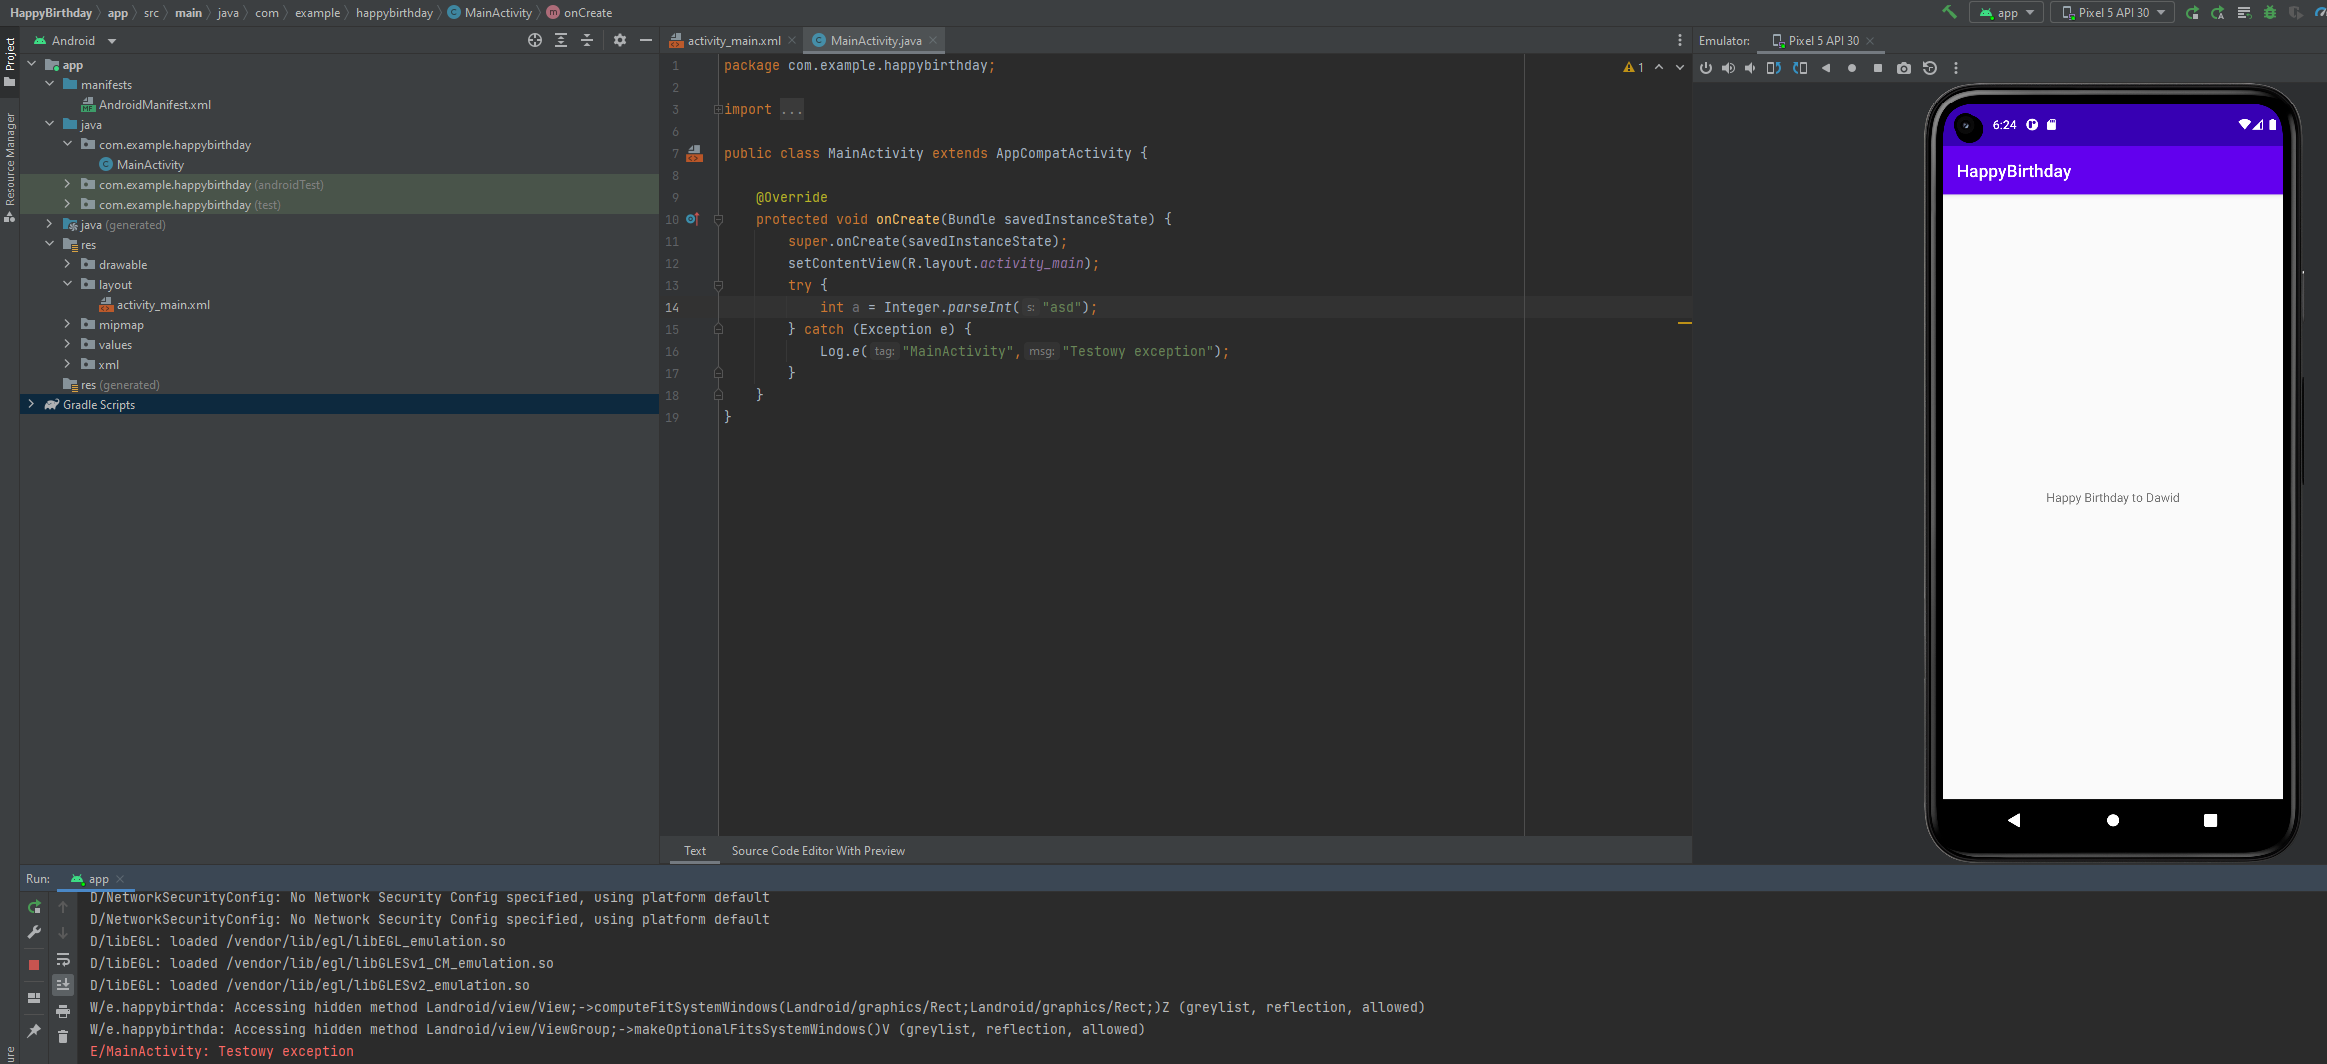 HappyBirthday app src main java com example happybirthday MainActivity onCreate
app Pixel 5 API 30
Project
Resource Manager
Android
app
manifests
AndroidManifest.xml
java
com.example.happybirthday
MainActivity
com.example.happybirthday (androidTest)
com.example.happybirthday (test)
java (generated)
res
drawable
layout
activity_main.xml
mipmap
values
xml
res (generated)
Gradle Scripts
activity_main.xml MainActivity.java
1
1 package com.example.happybirthday;
2
3 import ...
6
7 public class MainActivity extends AppCompatActivity {
8
9 @Override
10 protected void onCreate(Bundle savedInstanceState) {
11 super.onCreate(savedInstanceState);
12 setContentView(R.layout.activity_main);
13 try {
14 int a = Integer.parseInt( s: "asd");
15 } catch (Exception e) {
16 Log.e( tag: "MainActivity", msg: "Testowy exception");
17 }
18 }
19 }
Text Source Code Editor With Preview
Emulator: Pixel 5 API 30
6:24
HappyBirthday
Happy Birthday to Dawid
Run: app
D/NetworkSecurityConfig: No Network Security Config specified, using platform default
D/NetworkSecurityConfig: No Network Security Config specified, using platform default
D/libEGL: loaded /vendor/lib/egl/libEGL_emulation.so
D/libEGL: loaded /vendor/lib/egl/libGLESv1_CM_emulation.so
D/libEGL: loaded /vendor/lib/egl/libGLESv2_emulation.so
W/e.happybirthda: Accessing hidden method Landroid/view/View;->computeFitSystemWindows(Landroid/graphics/Rect;Landroid/graphics/Rect;)Z (greylist, reflection, allowed)
W/e.happybirthda: Accessing hidden method Landroid/view/ViewGroup;->makeOptionalFitsSystemWindows()V (greylist, reflection, allowed)
E/MainActivity: Testowy exception